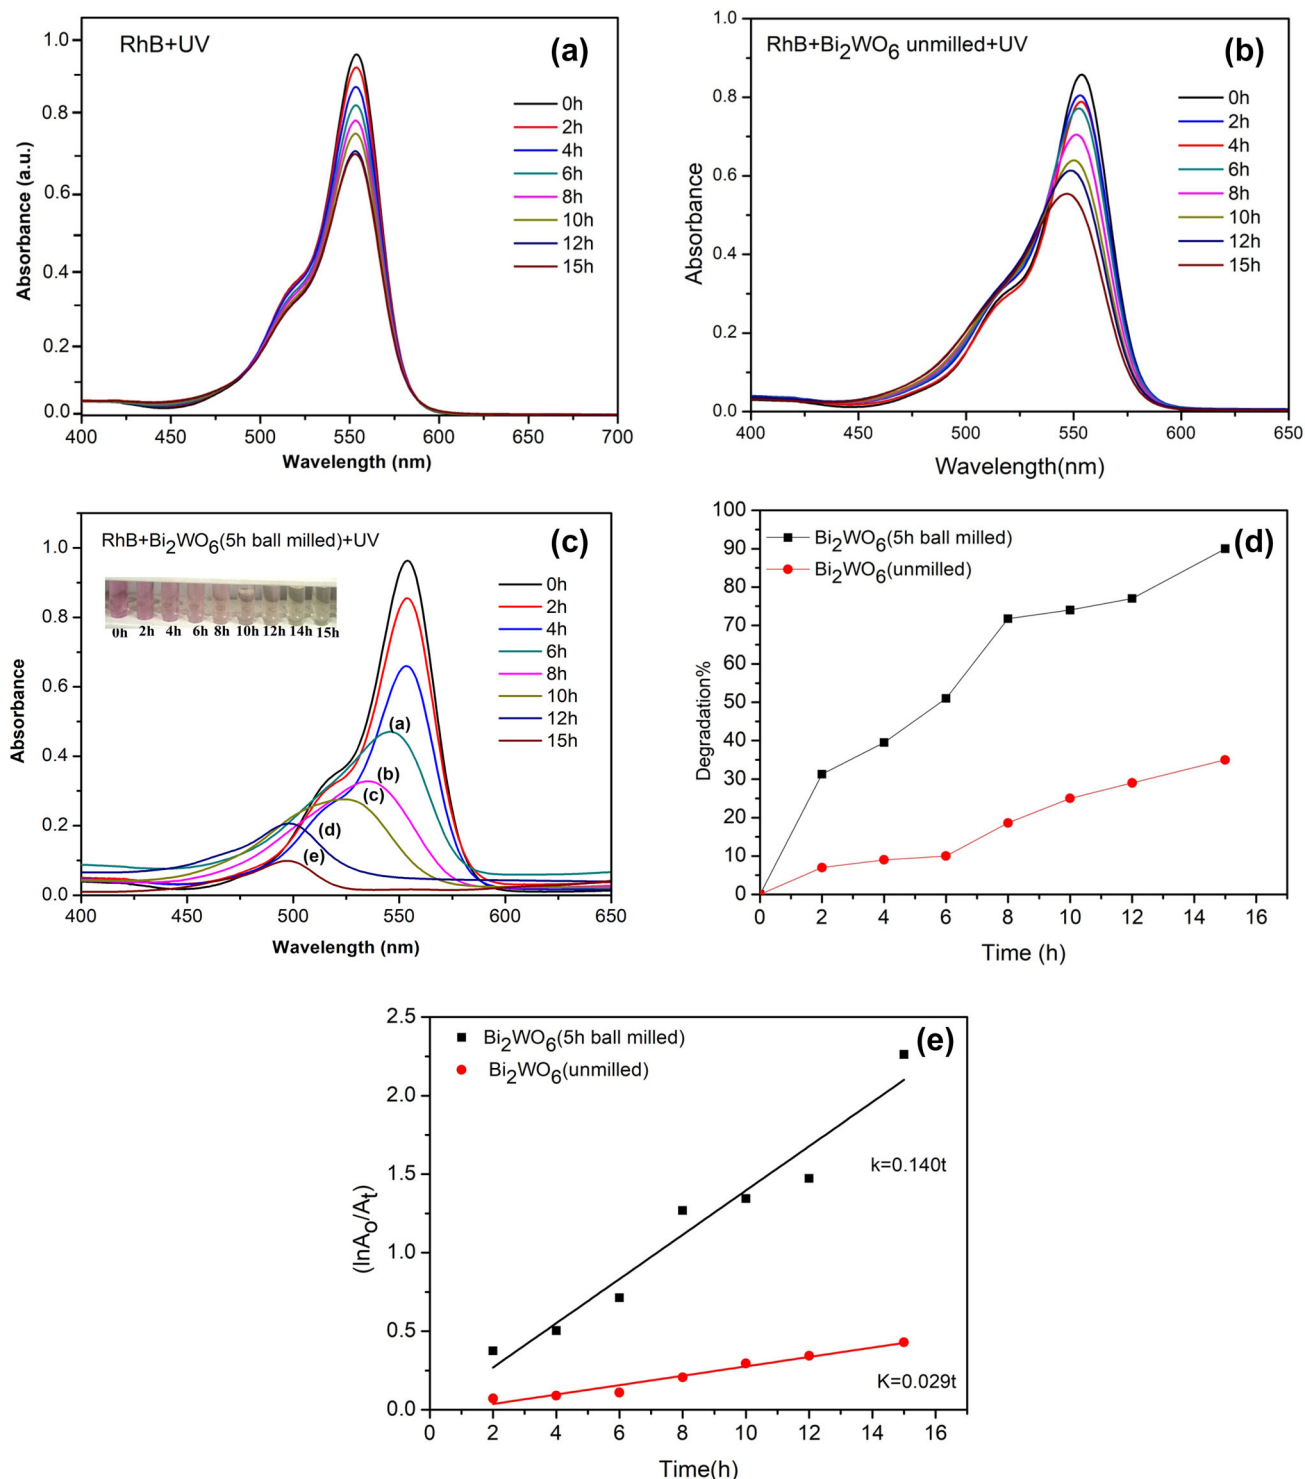 RhB+UV
(a)
0h
2h
4h
6h
8h
10h
12h
15h
1.0
0.8
0.6
0.4
0.2
0.0
400 450 500 550 600 650 700
Absorbance (a.u.)
Wavelength (nm)
RhB+Bi2WO6 unmilled+UV
(b)
0h
2h
4h
6h
8h
10h
12h
15h
1.0
0.8
0.6
0.4
0.2
0.0
400 450 500 550 600 650
Absorbance
Wavelength(nm)
RhB+Bi2WO6(5h ball milled)+UV
(c)
0h 2h 4h 6h 8h 10h 12h 14h 15h
0h
2h
4h
6h
8h
10h
12h
15h
(a)
(b)
(c)
(d)
(e)
1.0
0.8
0.6
0.4
0.2
0.0
400 450 500 550 600 650
Absorbance
Wavelength (nm)
(d)
Bi2WO6(5h ball milled)
Bi2WO6(unmilled)
100
90
80
70
60
50
40
30
20
10
0
0 2 4 6 8 10 12 14 16
Degradation%
Time (h)
(e)
Bi2WO6(5h ball milled)
Bi2WO6(unmilled)
2.5
2.0
1.5
1.0
0.5
0.0
k=0.140t
K=0.029t
0 2 4 6 8 10 12 14 16
(lnAo/At)
Time(h)